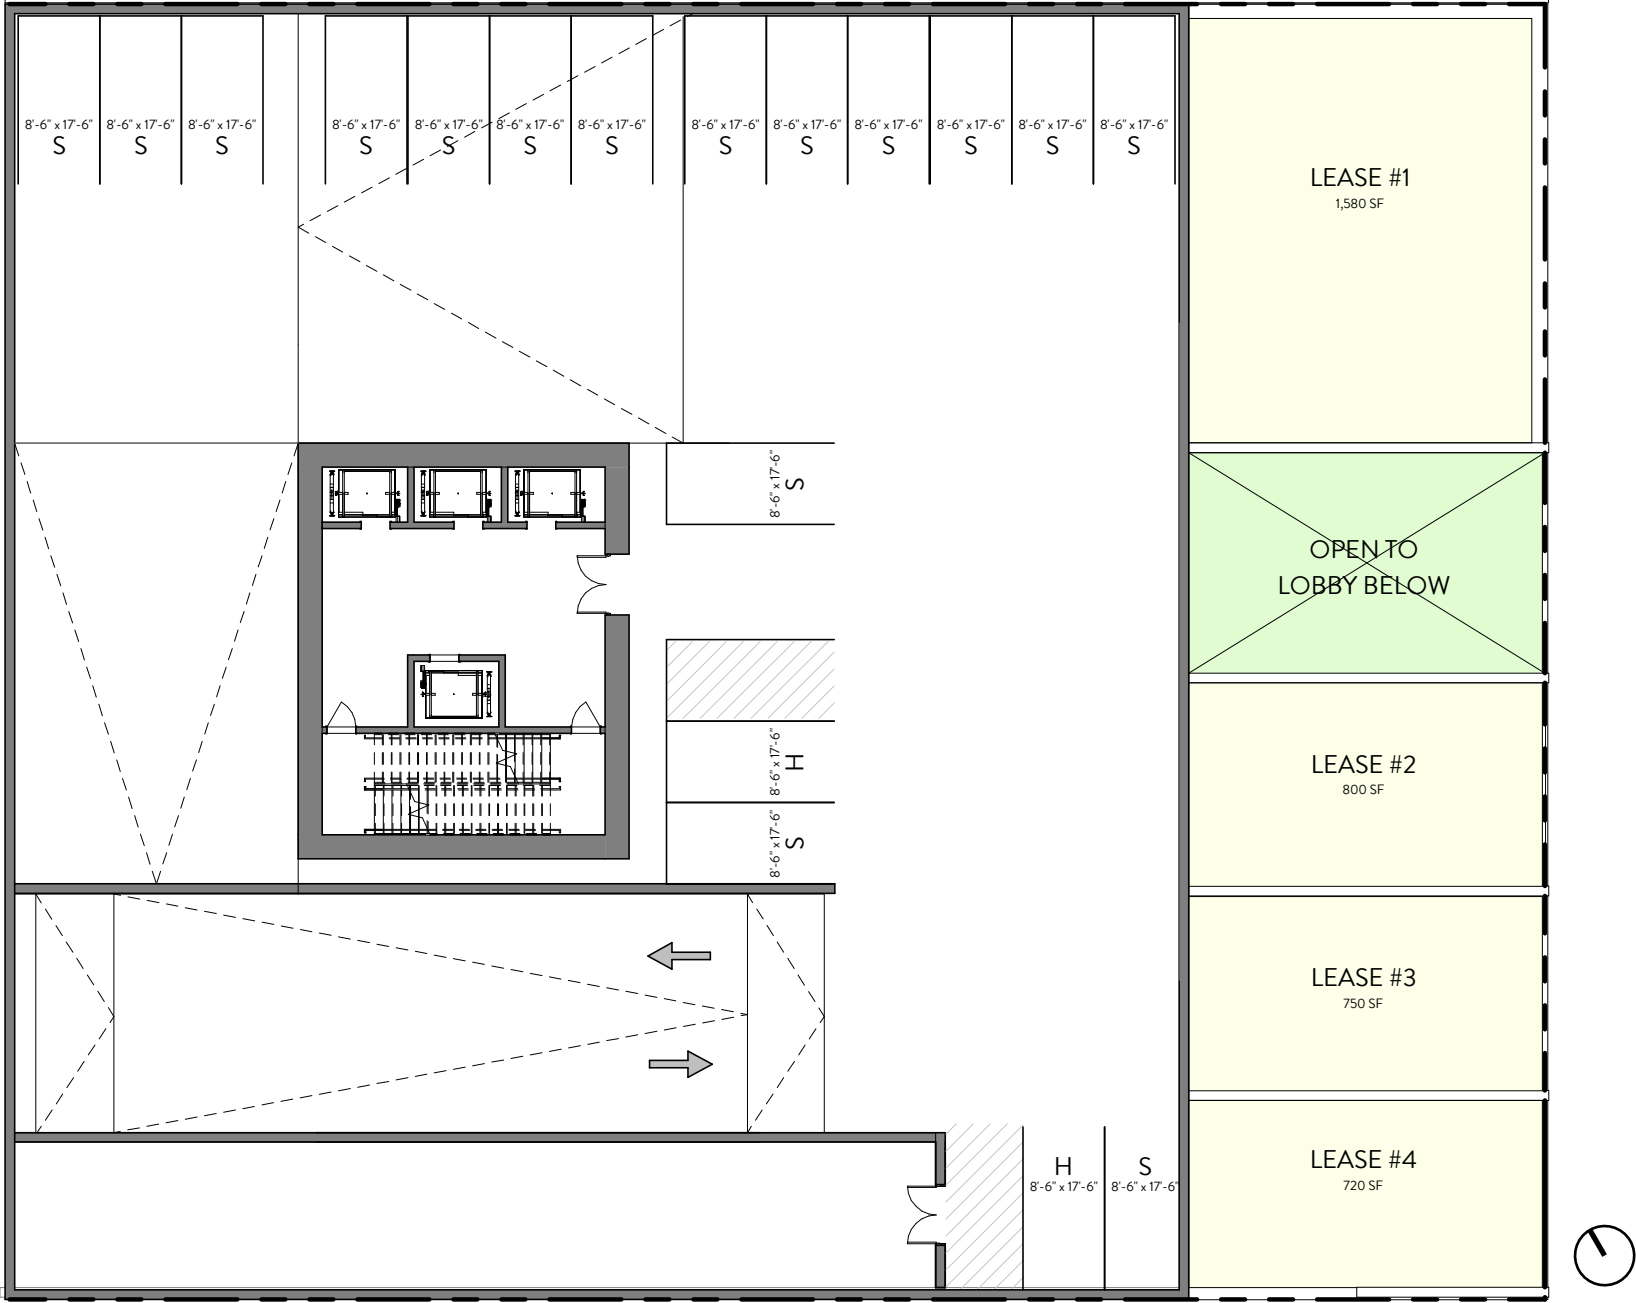 8'-6" x 17'-6" 8'-6" x 17'-6" 8'-6" x 17'-6" 8'-6" x 17'-6" 8'-6" x 17'-6" 8'-6" x 17'-6" 8'-6" x 17'-6" 8'-6" x 17'-6" 8'-6" x 17'-6" 8'-6" x 17'-6" 8'-6" x 17'-6" 8'-6" x 17'-6" 8'-6" x 17'-6"
S S S S S S S S S S S S S
LEASE #1
1,580 SF
8'-6" x 17'-6"
S
OPEN TO
LOBBY BELOW
8'-6" x 17'-6"
H
LEASE #2
800 SF
8'-6" x 17'-6"
S
LEASE #3
750 SF
H S
8'-6" x 17'-6" 8'-6" x 17'-6"
LEASE #4
720 SF